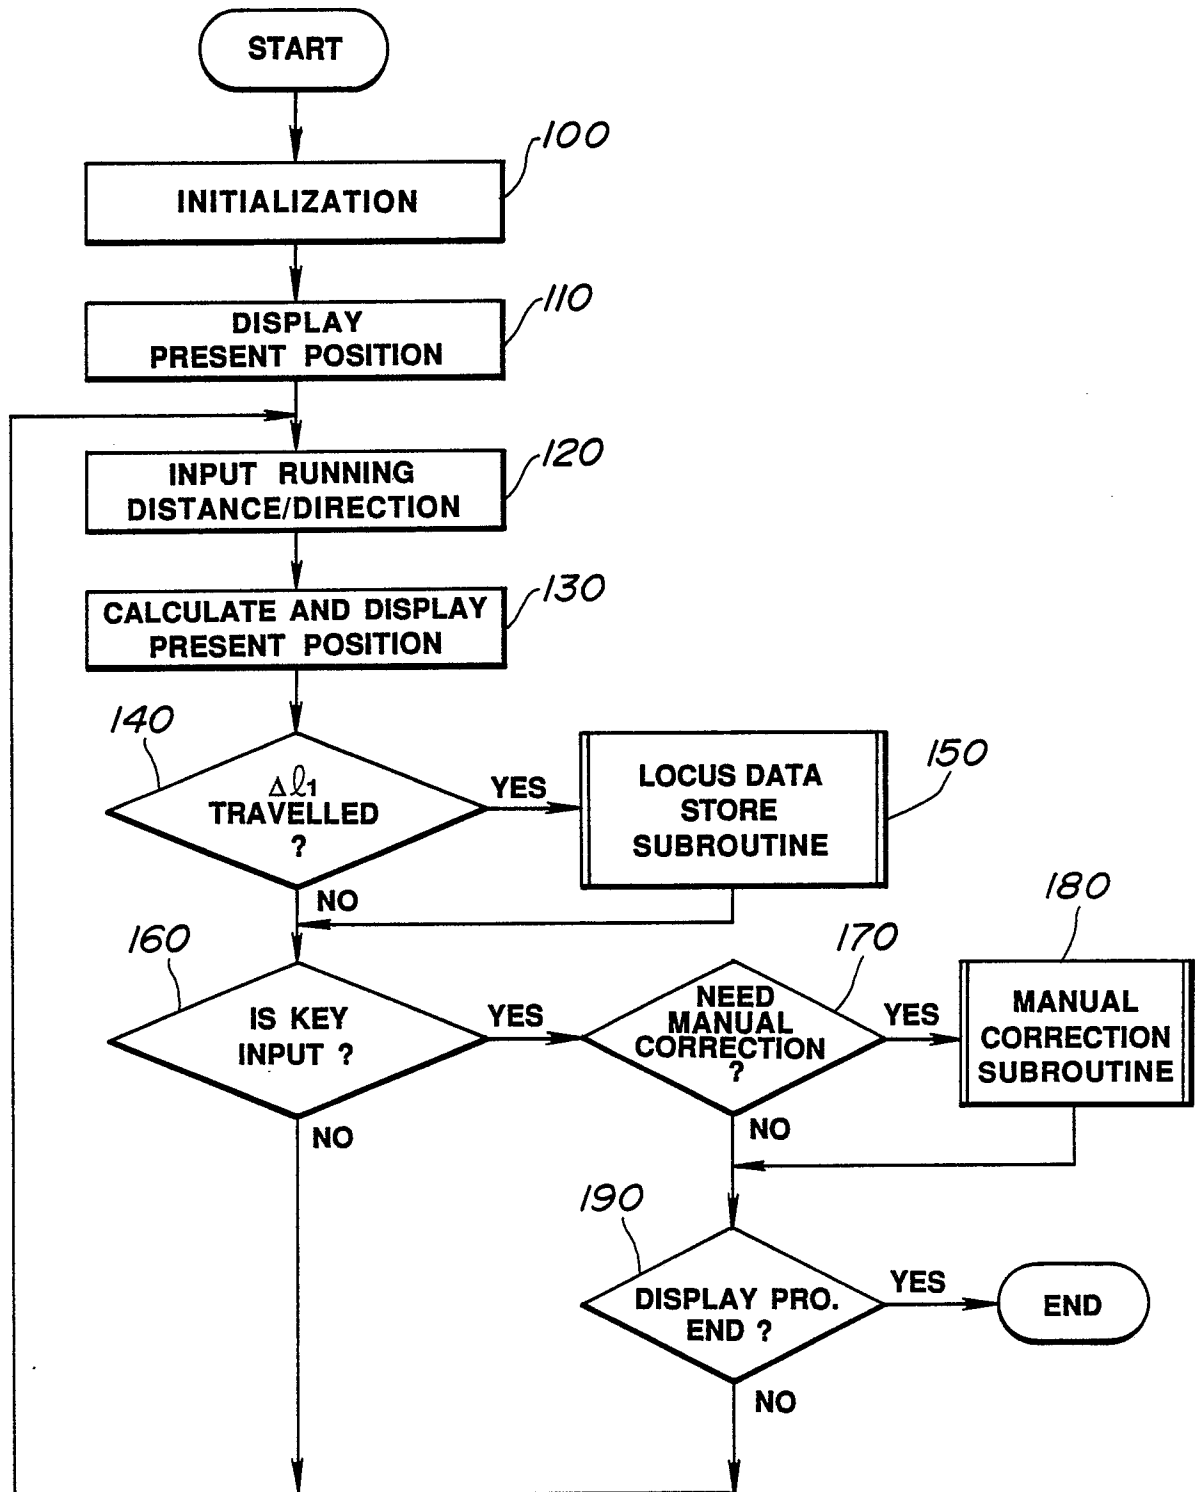 START
100
INITIALIZATION
110
DISPLAY
PRESENT POSITION
120
INPUT RUNNING
DISTANCE/DIRECTION
130
CALCULATE AND DISPLAY
PRESENT POSITION
140
Δℓ1
TRAVELLED
?
YES
150
LOCUS DATA
STORE
SUBROUTINE
NO
160
IS KEY
INPUT ?
YES
170
NEED
MANUAL
CORRECTION
?
YES
180
MANUAL
CORRECTION
SUBROUTINE
NO
NO
190
DISPLAY PRO.
END ?
YES
END
NO